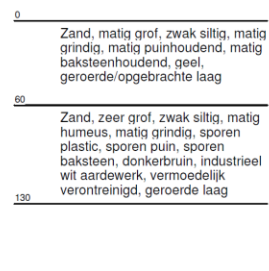 0
Zand, matig grof, zwak siltig, matig
grindig, matig puinhoudend, matig
baksteenhoudend, geel,
geroerde/opgebrachte laag
60
Zand, zeer grof, zwak siltig, matig
humeus, matig grindig, sporen
plastic, sporen puin, sporen
baksteen, donkerbruin, industrieel
wit aardewerk, vermoedelijk
verontreinigd, geroerde laag
130